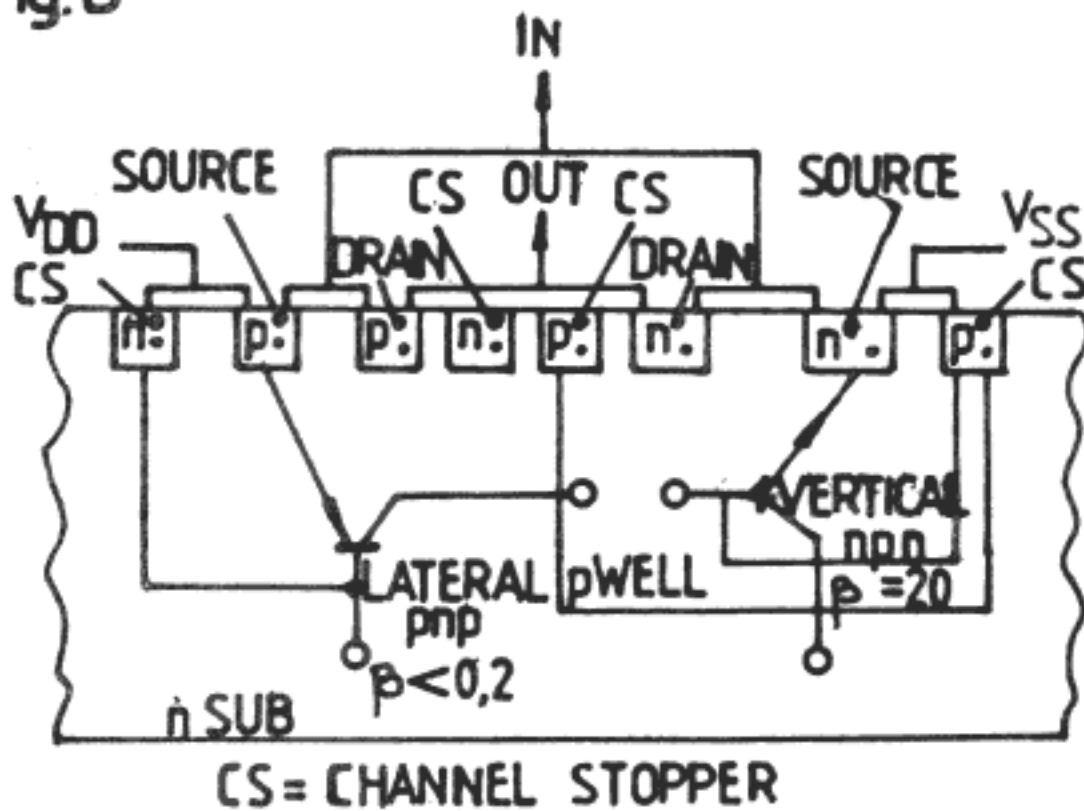 IN
SOURCE
CS OUT CS
SOURCE
VDD
VSS
CS
DRAIN
DRAIN
CS
n. p. p. n. p. n. n. p.
VERTICAL
npn
β =20
LATERAL
pnp
β<0,2
pWELL
n SUB
CS = CHANNEL STOPPER